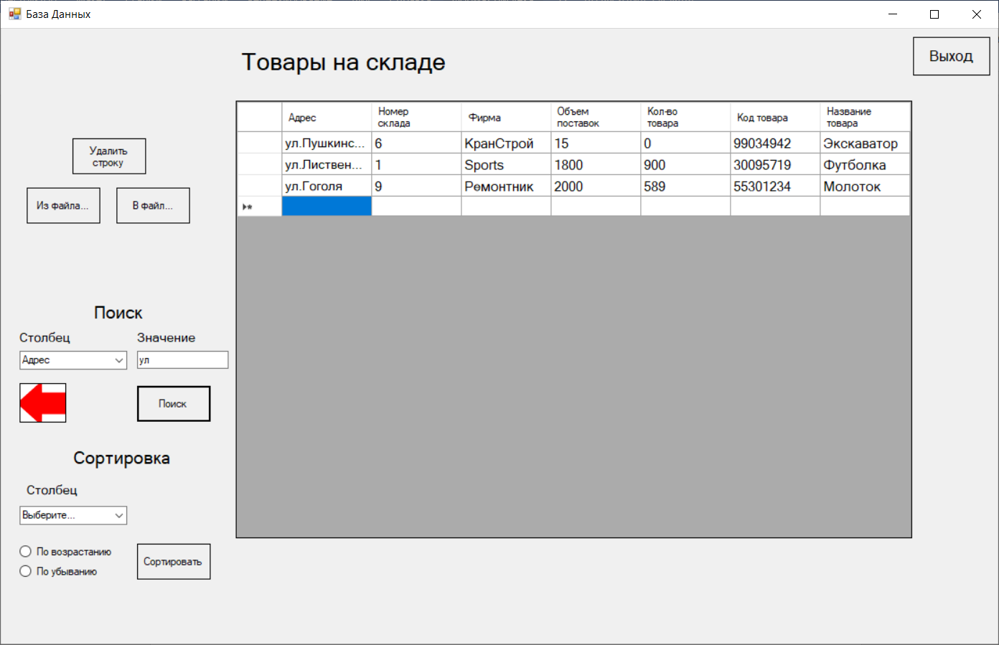 База Данных
Товары на складе
Выход
Адрес
Номер склада
Фирма
Объем поставок
Кол-во товара
Код товара
Название товара
ул.Пушкинс... 6 КранСтрой 15 0 99034942 Экскаватор
ул.Листвен... 1 Sports 1800 900 30095719 Футболка
ул.Гоголя 9 Ремонтник 2000 589 55301234 Молоток
Удалить
строку
Из файла...
В файл...
Поиск
Столбец
Значение
Адрес
ул
Поиск
Сортировка
Столбец
Выберите...
По возрастанию
По убыванию
Сортировать